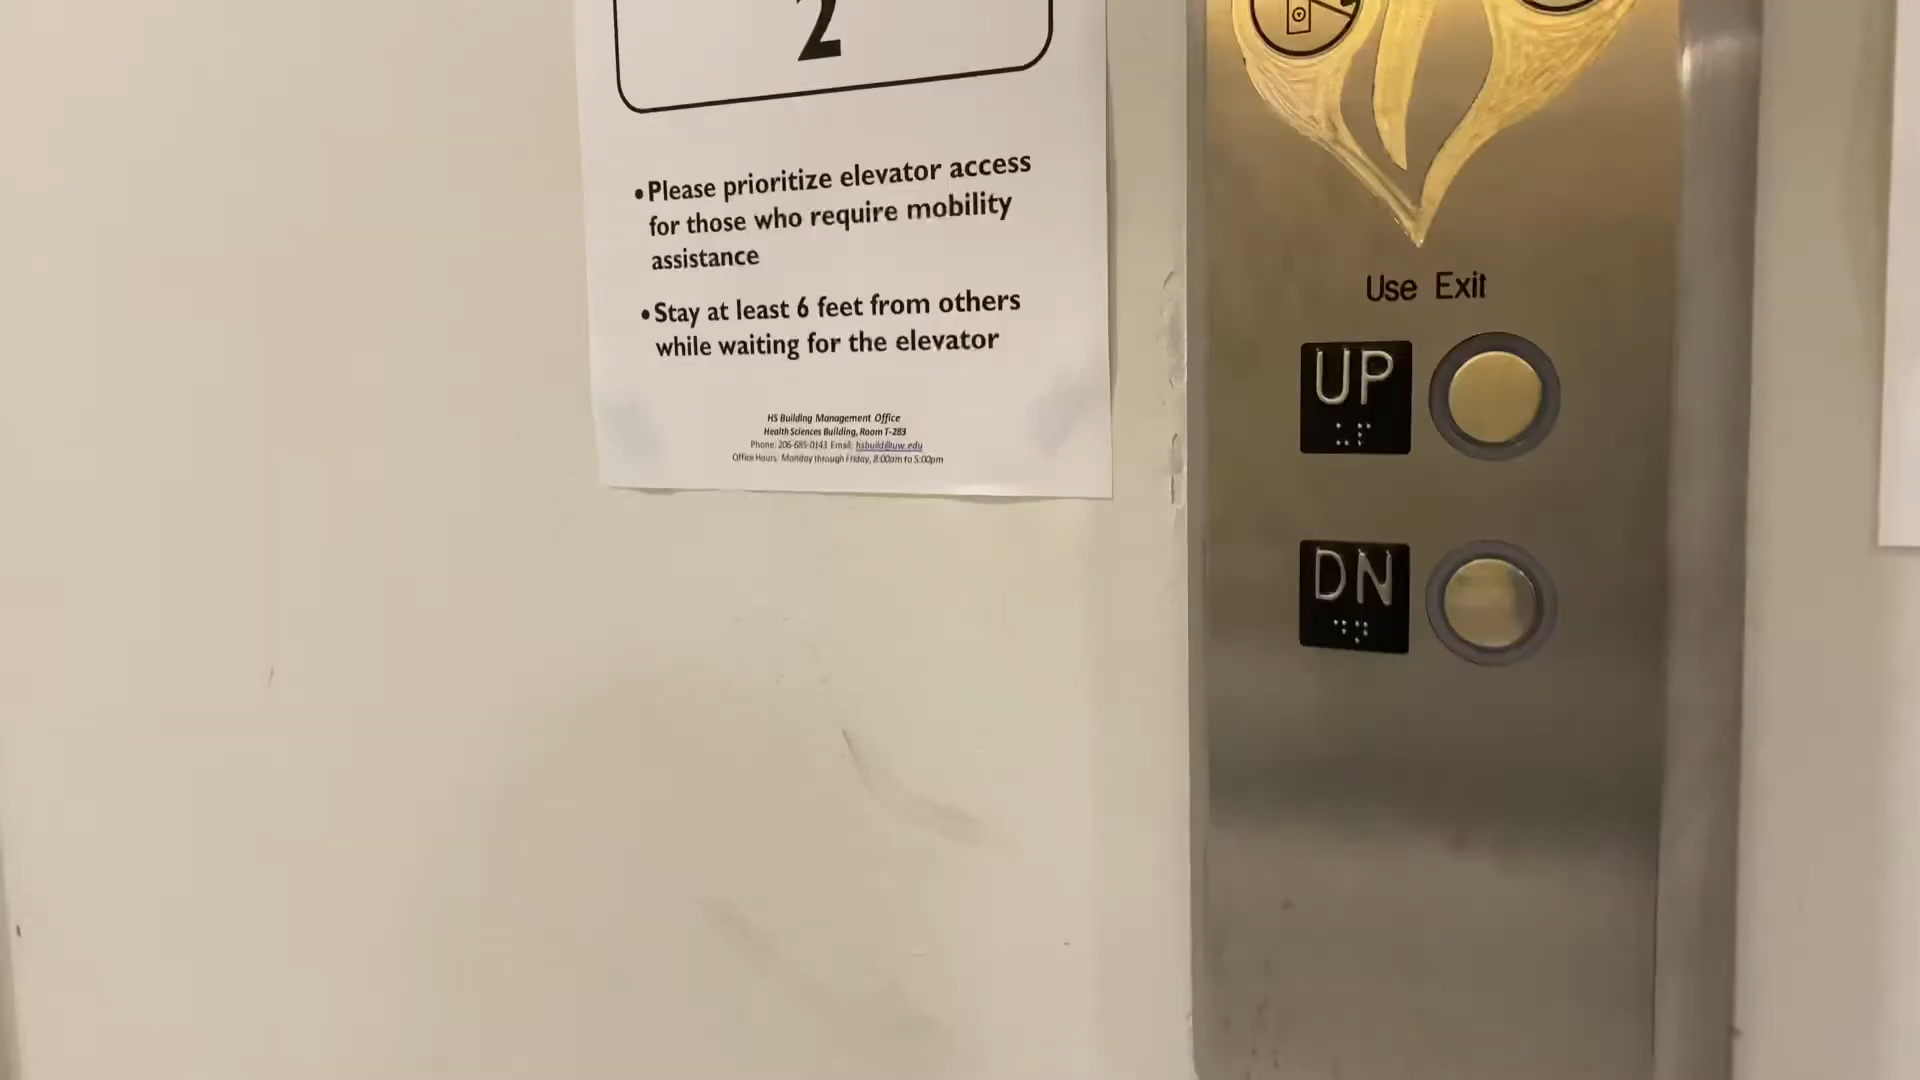 2
•Please prioritize elevator access
for those who require mobility
assistance
•Stay at least 6 feet from others
while waiting for the elevator
HS Building Management Office
Health Sciences Building, Room T-283
Phone: 206-685-0143 Email: hsbuild@uw.edu
Office Hours: Monday through Friday, 8:00am to 5:00pm
Use Exit
UP
DN